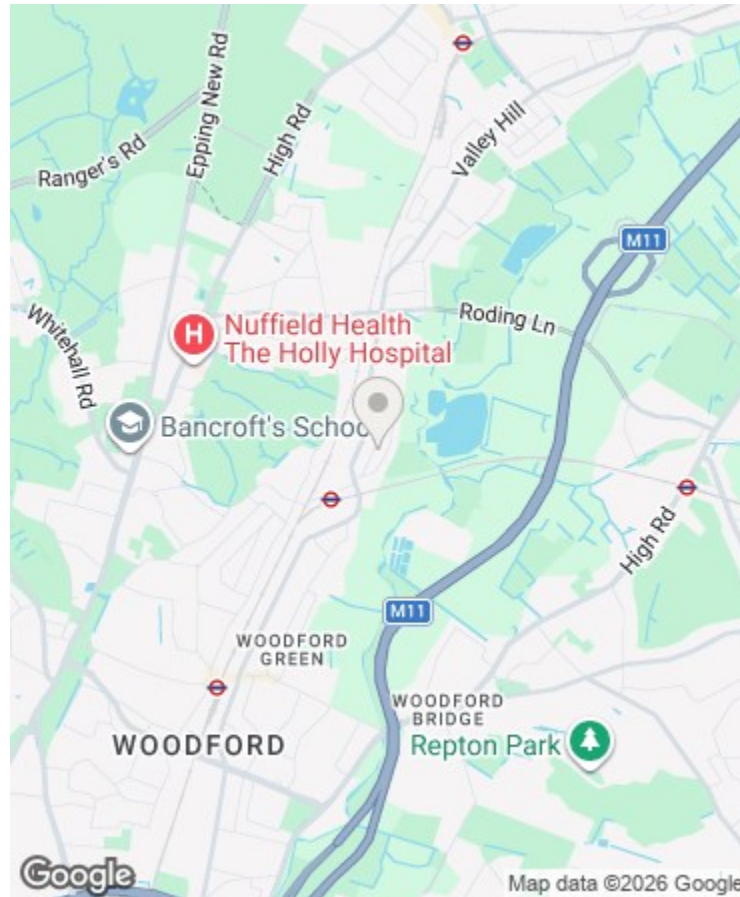 Epping New Rd
High Rd
Valley Hill
Ranger's Rd
M11
Whitehall Rd
Nuffield Health
The Holly Hospital
Roding Ln
H
Bancroft's School
High Rd
M11
WOODFORD
GREEN
WOODFORD
BRIDGE
WOODFORD
Repton Park
Google
Map data ©2026 Google